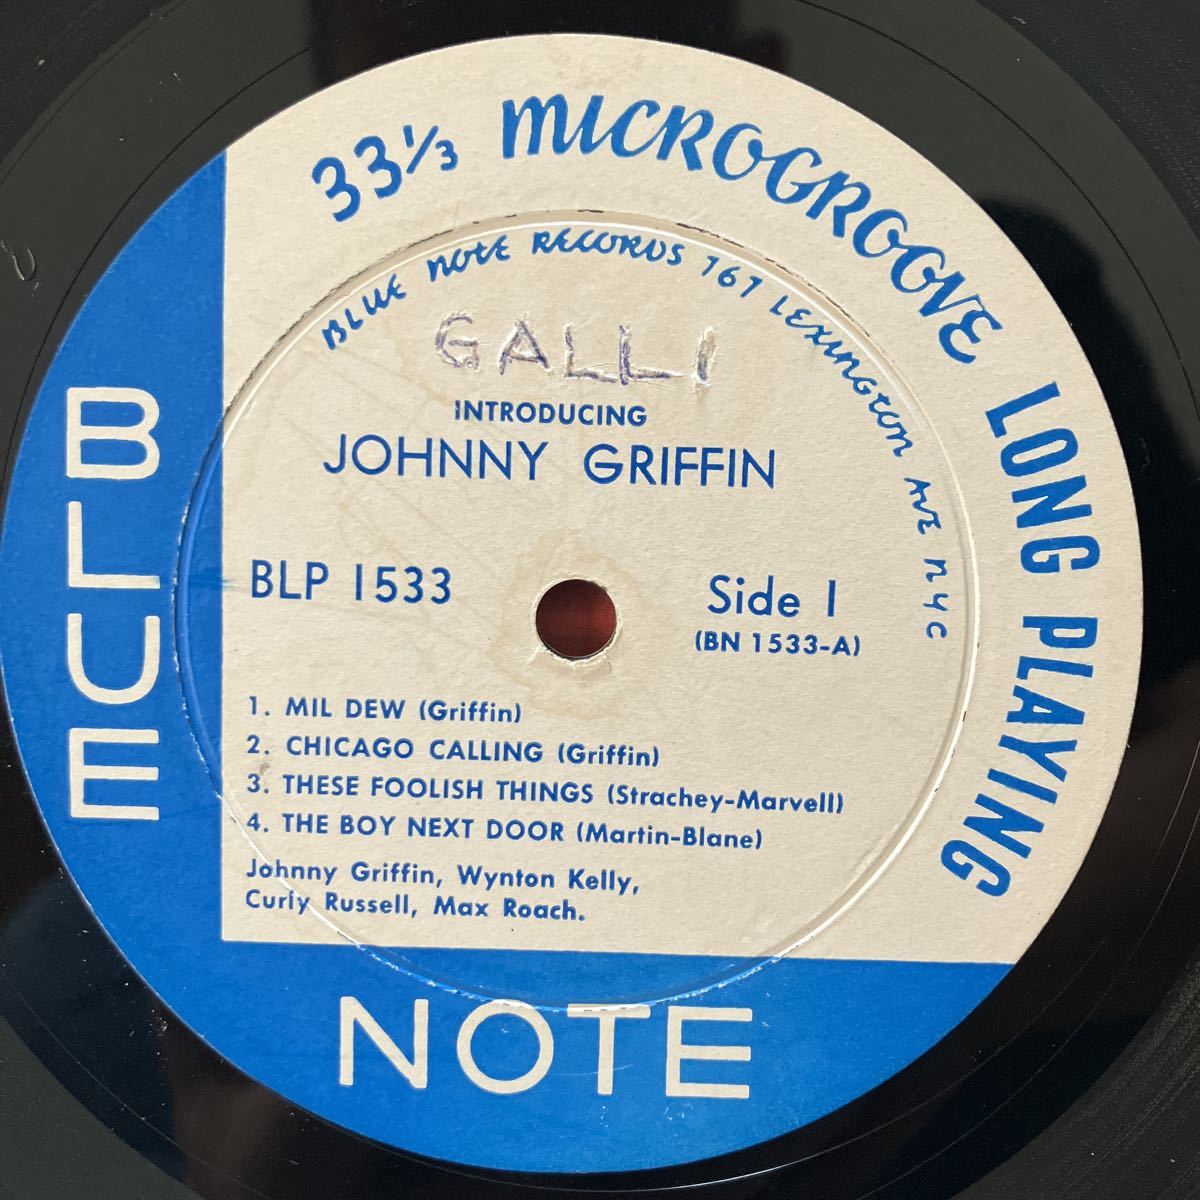 33⅓ MICROGROOVE LONG PLAYING
BLUE NOTE RECORDS 767 LEXINGTON AVE NYC
GALLI
INTRODUCING
JOHNNY GRIFFIN
BLP 1533
Side 1
(BN 1533-A)
1. MIL DEW (Griffin)
2. CHICAGO CALLING (Griffin)
3. THESE FOOLISH THINGS (Strachey-Marvell)
4. THE BOY NEXT DOOR (Martin-Blane)
Johnny Griffin, Wynton Kelly,
Curly Russell, Max Roach.
BLUE
NOTE